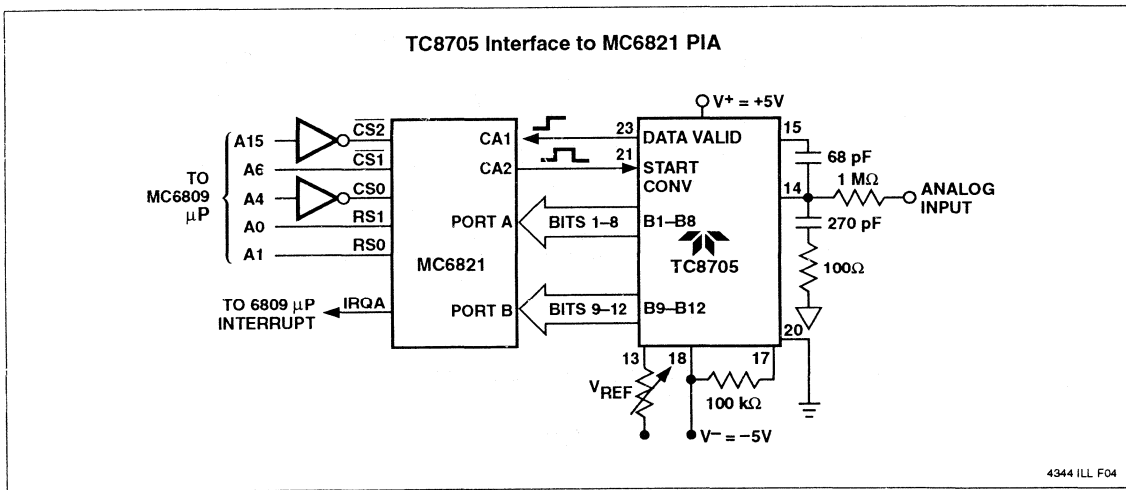 TC8705 Interface to MC6821 PIA
TO
MC6809
μP
A15
A6
A4
A0
A1
CS2
CS1
CS0
RS1
RS0
TO 6809 μP
INTERRUPT
IRQA
CA1
CA2
PORT A
MC6821
PORT B
23
21
BITS 1–8
BITS 9–12
V+ = +5V
DATA VALID
START
CONV
B1–B8
TC8705
B9–B12
15
68 pF
1 MΩ
14
ANALOG
INPUT
270 pF
100Ω
20
13
18
17
VREF
100 kΩ
V– = –5V
4344 ILL F04